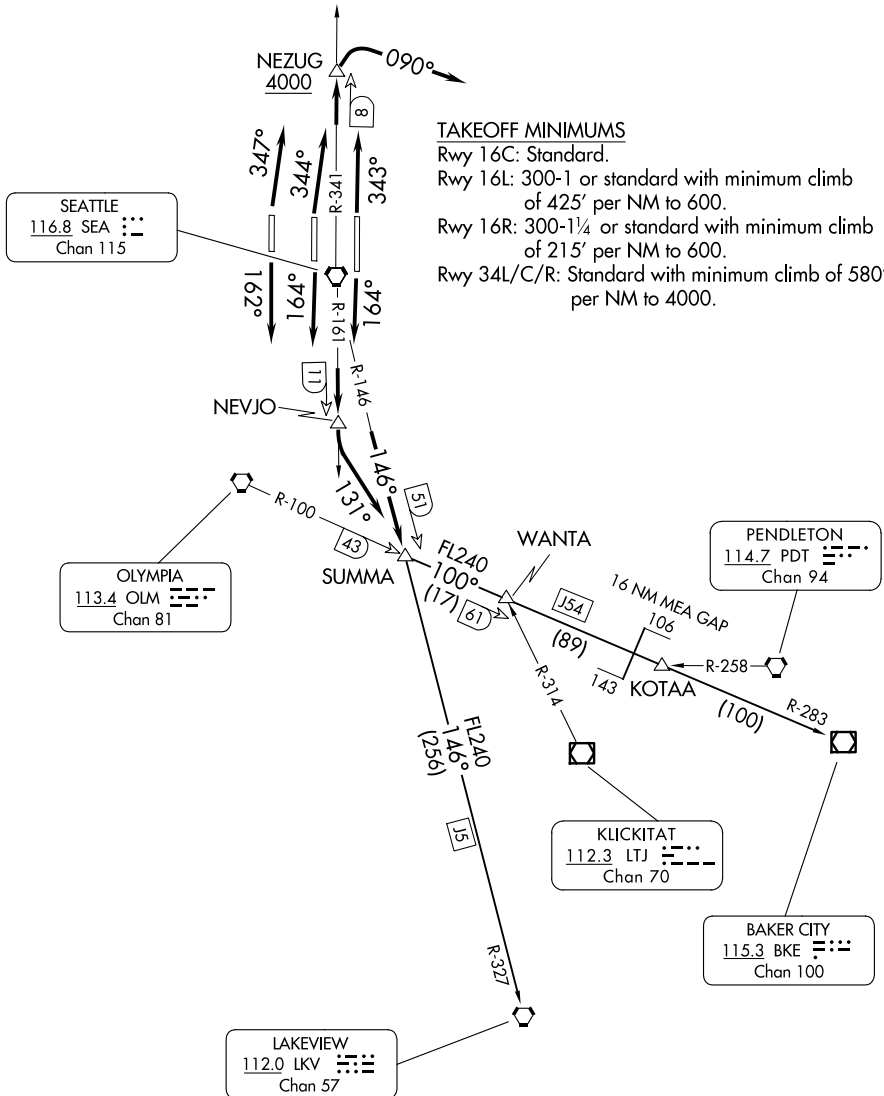 NEZUG
4000
090°
8
347°
344°
343°
R-341
TAKEOFF MINIMUMS
Rwy 16C: Standard.
Rwy 16L: 300-1 or standard with minimum climb
of 425' per NM to 600.
Rwy 16R: 300-1¼ or standard with minimum climb
of 215' per NM to 600.
Rwy 34L/C/R: Standard with minimum climb of 580'
per NM to 4000.
SEATTLE
116.8 SEA
Chan 115
162°
164°
164°
R-161
11
R-146
NEVJO
146°
131°
51
R-100
43
SUMMA
OLYMPIA
113.4 OLM
Chan 81
WANTA
FL240
100°
(17)
61
J54
(89)
16 NM MEA GAP
106
143
KOTAA
R-258
PENDLETON
114.7 PDT
Chan 94
R-314
(100)
R-283
FL240
146°
(256)
J5
KLICKITAT
112.3 LTJ
Chan 70
BAKER CITY
115.3 BKE
Chan 100
R-327
LAKEVIEW
112.0 LKV
Chan 57